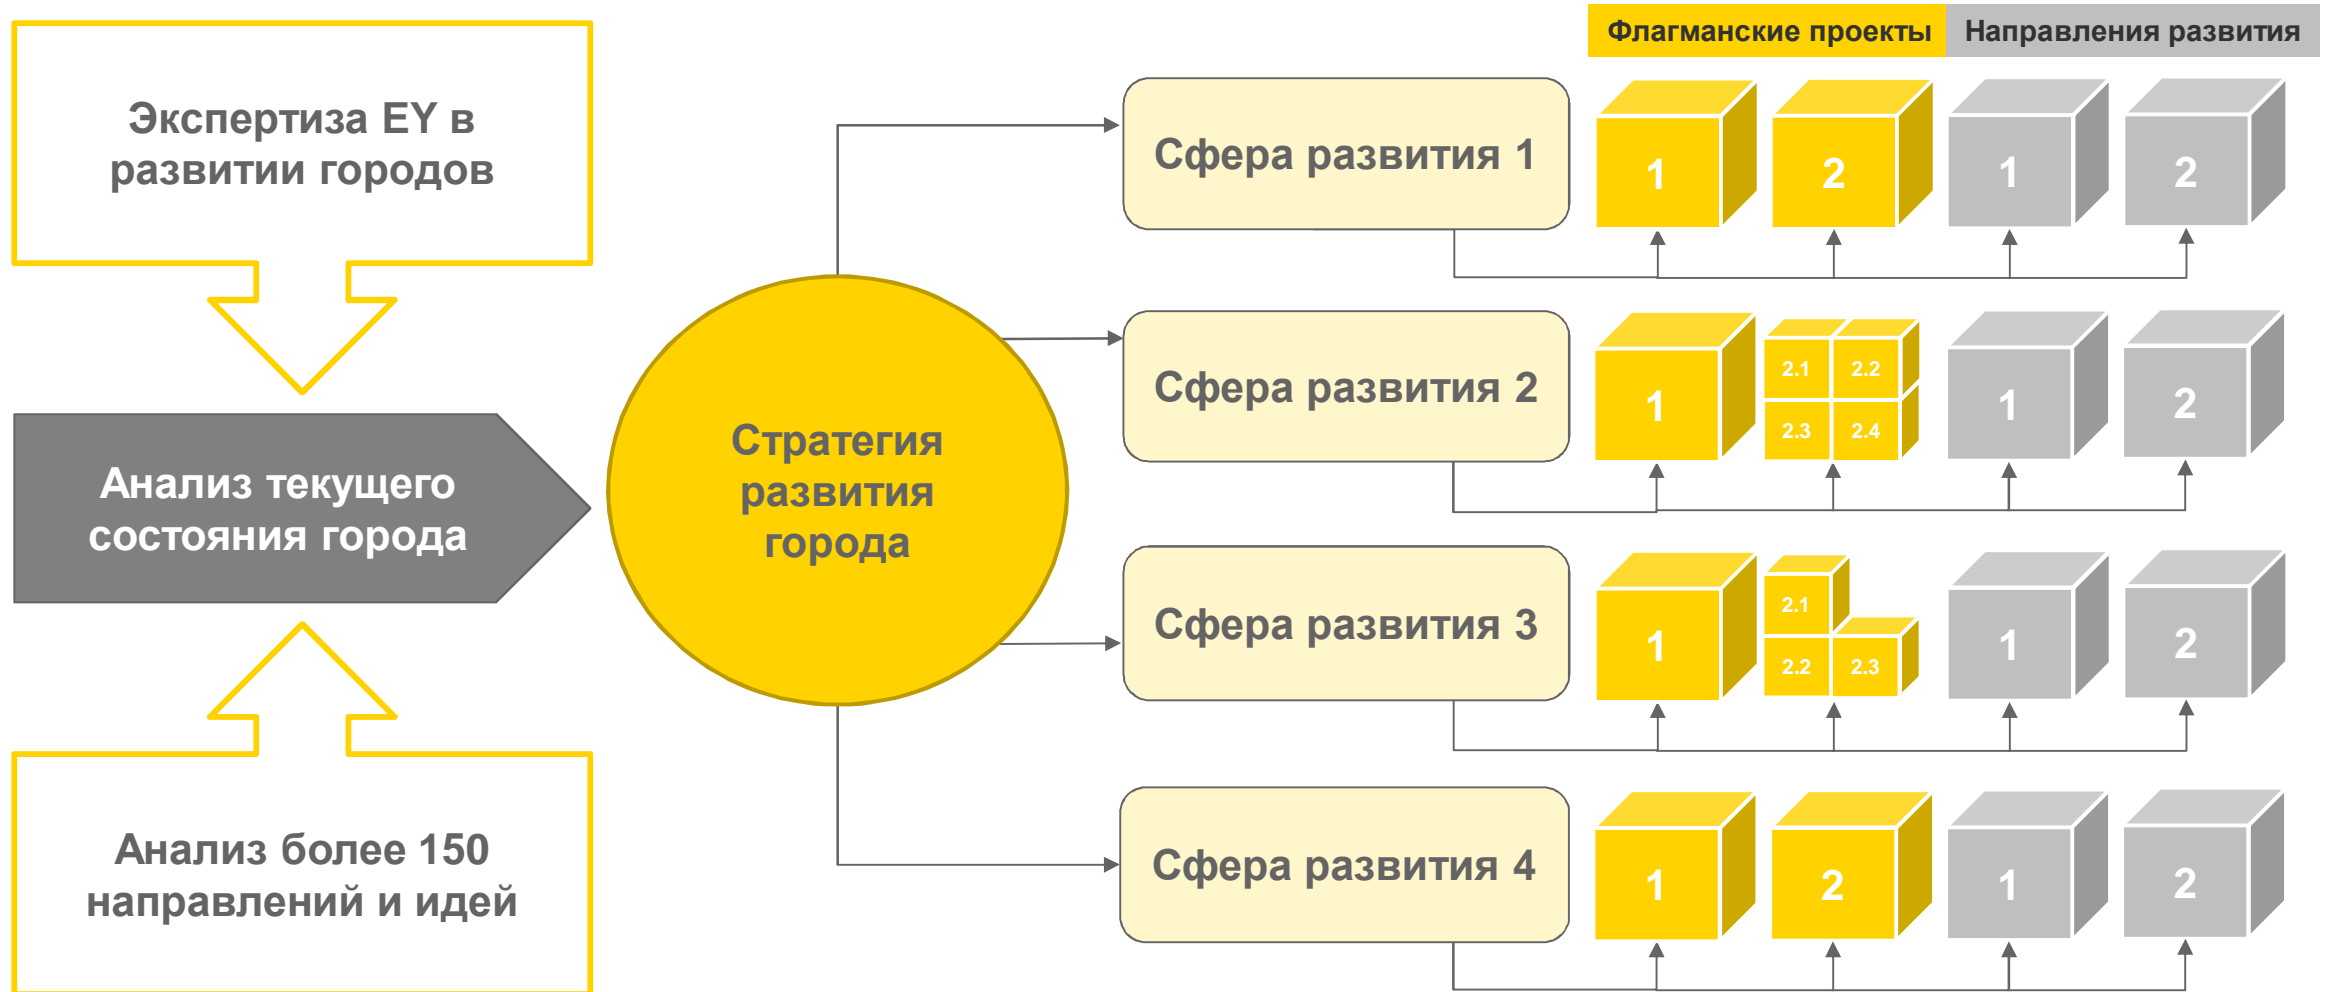 Флагманские проекты
Направления развития
Экспертиза EY в
развитии городов
Анализ текущего
состояния города
Анализ более 150
направлений и идей
Стратегия
развития
города
Сфера развития 1
1
2
1
2
Сфера развития 2
1
2.1
2.2
2.3
2.4
1
2
Сфера развития 3
1
2.1
2.2
2.3
1
2
Сфера развития 4
1
2
1
2